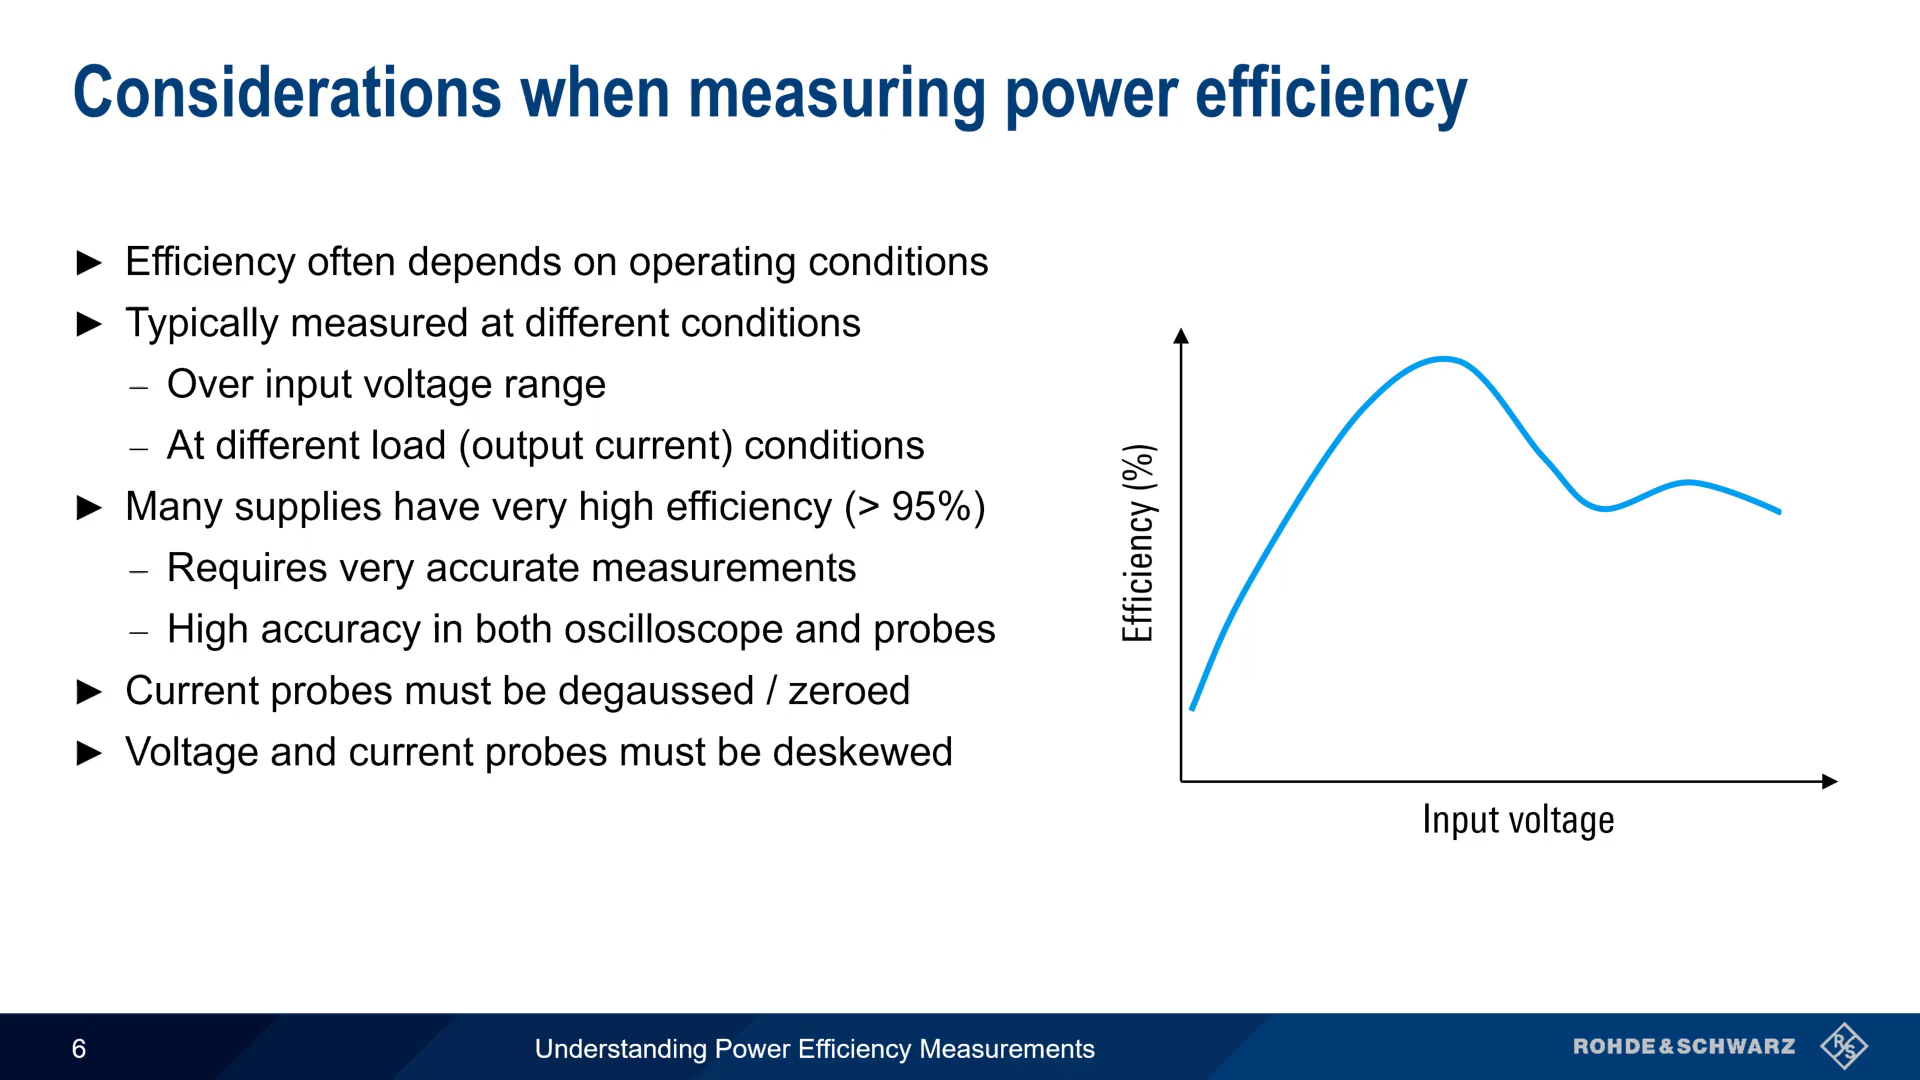 Considerations when measuring power efficiency
► Efficiency often depends on operating conditions
► Typically measured at different conditions
– Over input voltage range
– At different load (output current) conditions
► Many supplies have very high efficiency (> 95%)
– Requires very accurate measurements
– High accuracy in both oscilloscope and probes
► Current probes must be degaussed / zeroed
► Voltage and current probes must be deskewed
Efficiency (%)
Input voltage
6
Understanding Power Efficiency Measurements
ROHDE&SCHWARZ
R&S